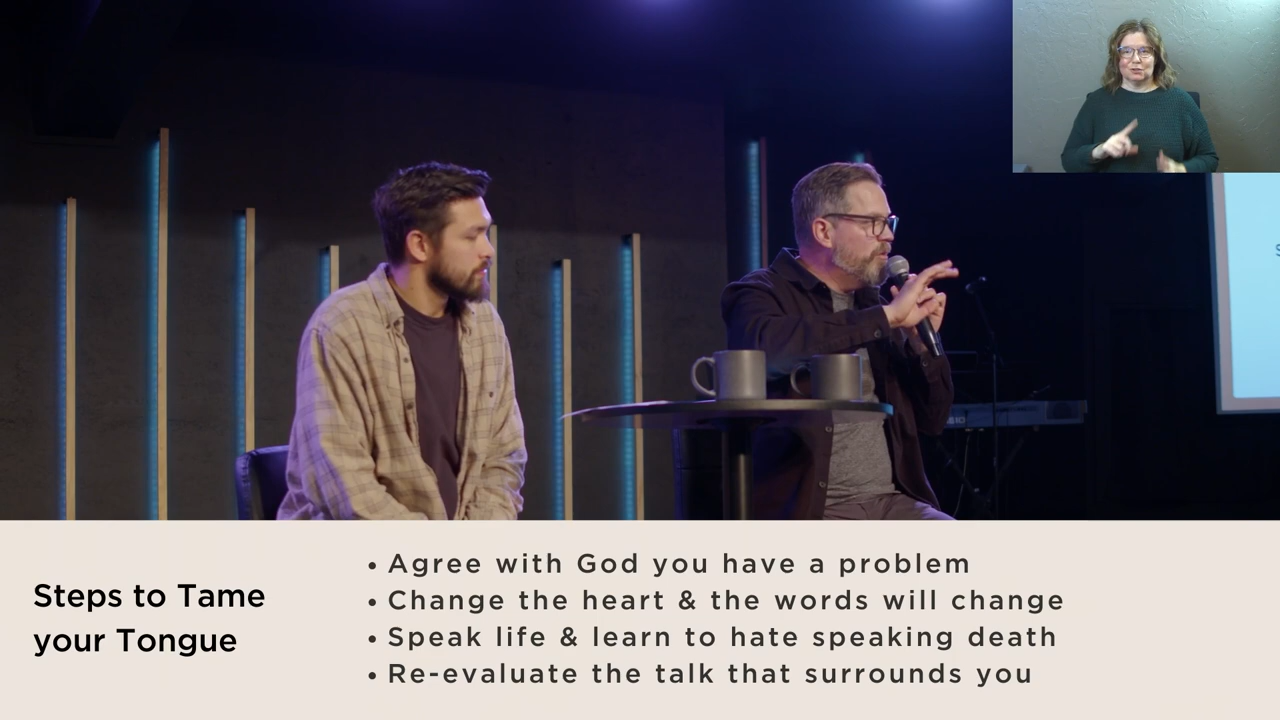 Steps to Tame
your Tongue
• Agree with God you have a problem
• Change the heart & the words will change
• Speak life & learn to hate speaking death
• Re-evaluate the talk that surrounds you